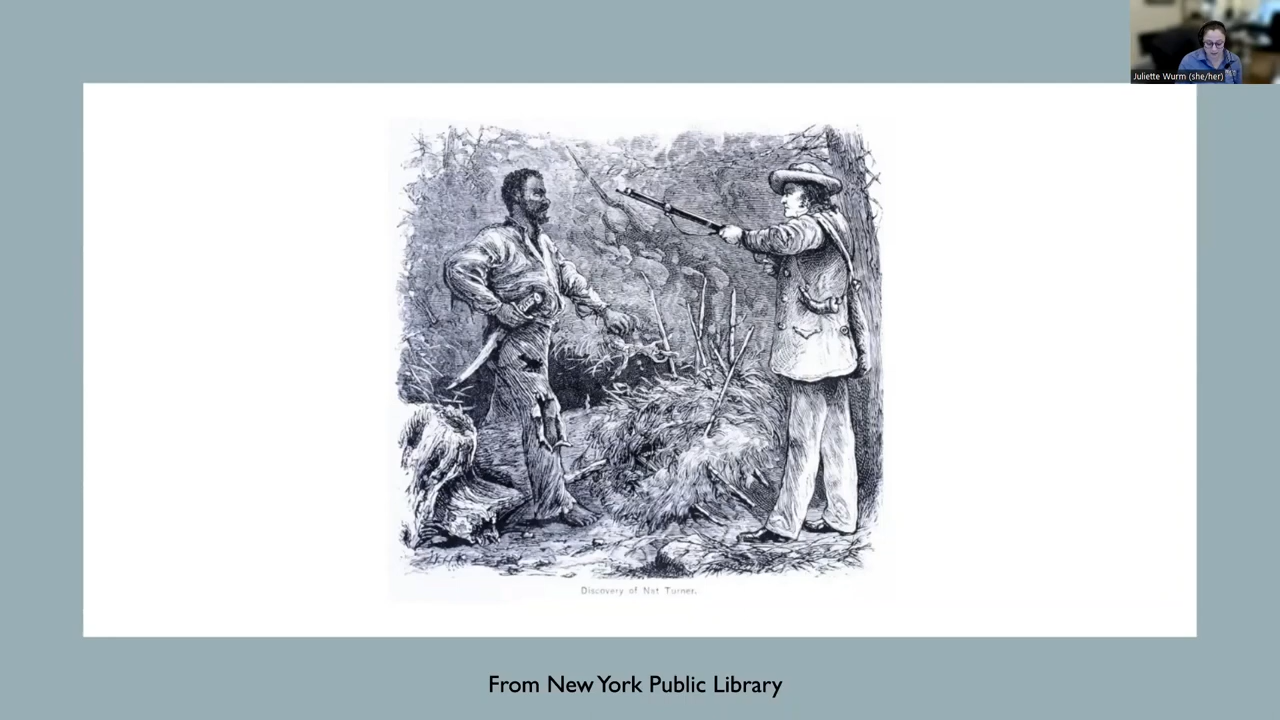 Juliette Wurm (she/her)
Discovery of Nat Turner.
From New York Public Library